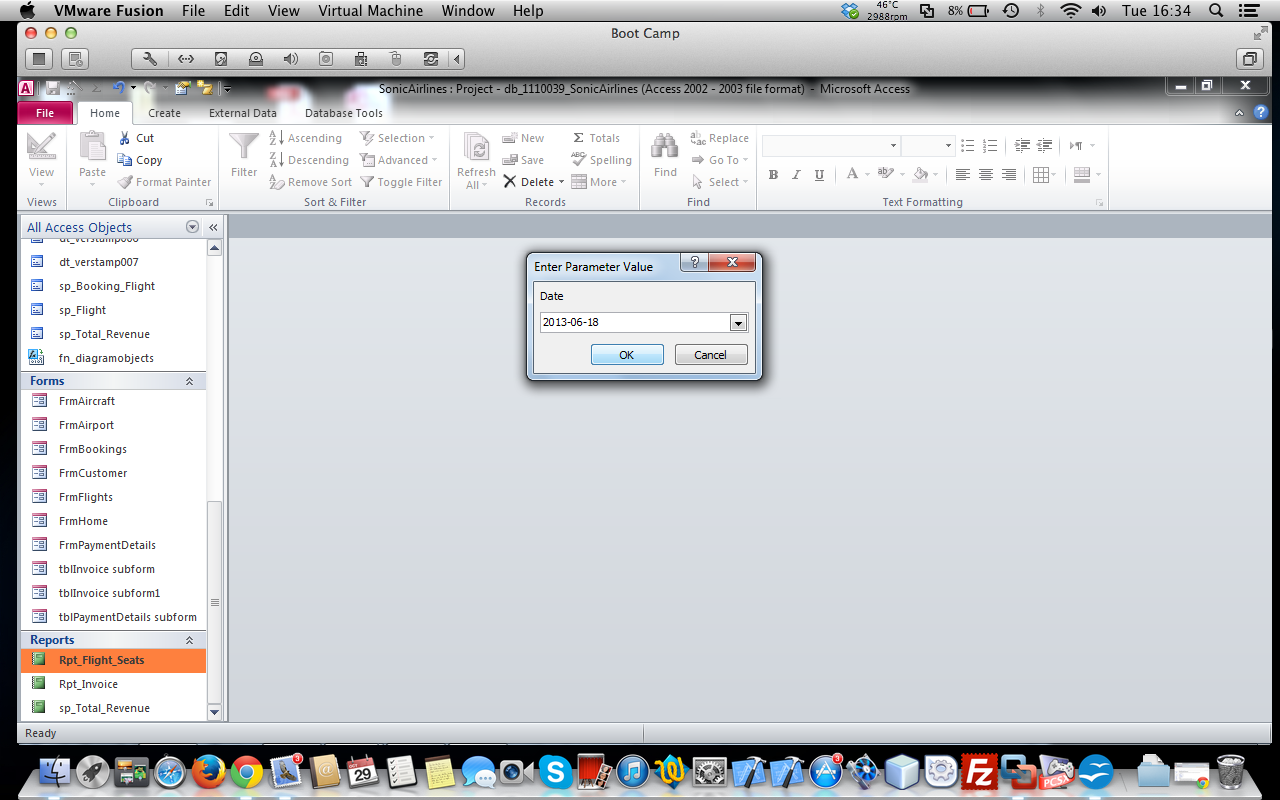 VMware Fusion File Edit View Virtual Machine Window Help 46°C 2988rpm 8% Tue 16:34
Boot Camp
SonicAirlines : Project - db_1110039_SonicAirlines (Access 2002 - 2003 file format) - Microsoft Access
File Home Create External Data Database Tools
View
Views
Paste
Cut
Copy
Format Painter
Clipboard
Filter
Ascending
Descending
Remove Sort
Selection
Advanced
Toggle Filter
Sort & Filter
Refresh All
New
Save
Delete
Totals
Spelling
More
Records
Find
Replace
Go To
Select
Find
B I U A
Text Formatting
All Access Objects
dt_verstamp006
dt_verstamp007
sp_Booking_Flight
sp_Flight
sp_Total_Revenue
fn_diagramobjects
Forms
FrmAircraft
FrmAirport
FrmBookings
FrmCustomer
FrmFlights
FrmHome
FrmPaymentDetails
tblInvoice subform
tblInvoice subform1
tblPaymentDetails subform
Reports
Rpt_Flight_Seats
Rpt_Invoice
sp_Total_Revenue
Enter Parameter Value
Date
2013-06-18
OK Cancel
Ready
3
OCT
29
3
Fz